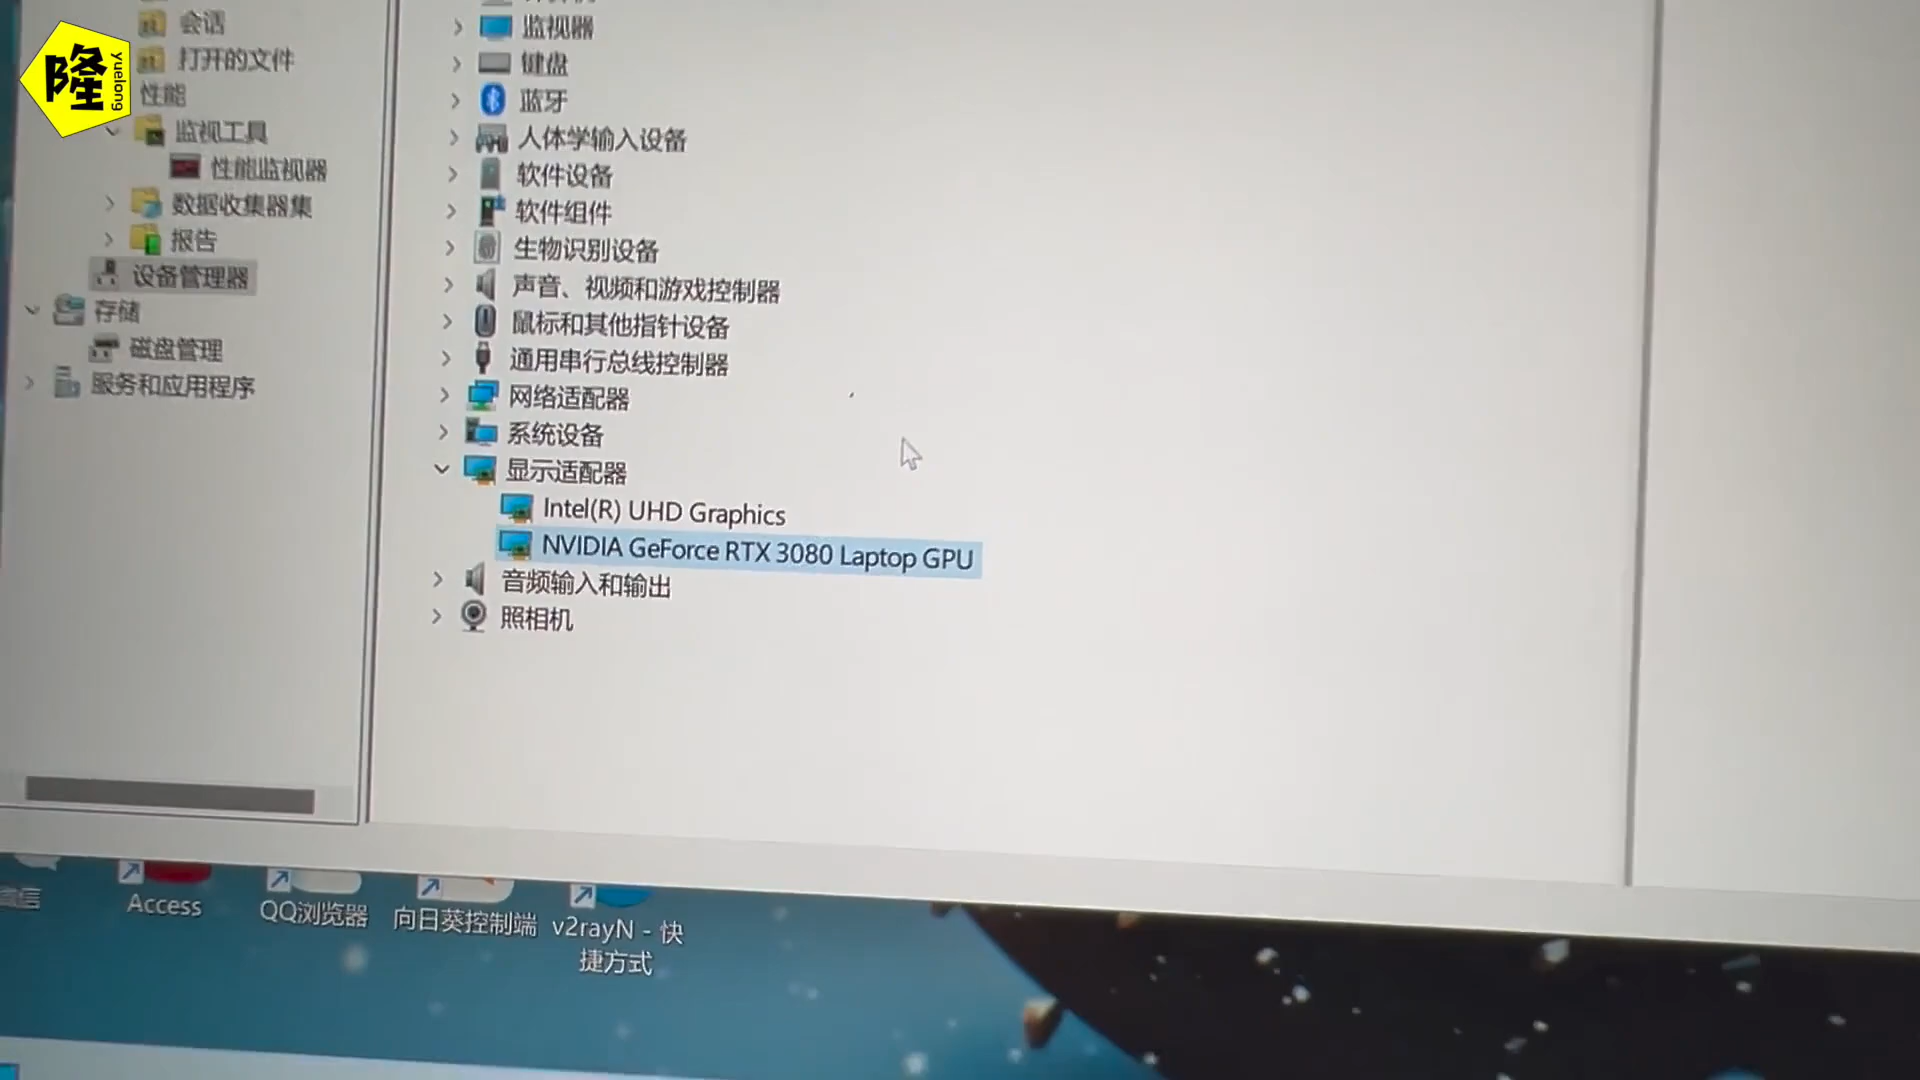 隆
yuelong
会话
打开的文件
性能
监视工具
性能监视器
数据收集器集
报告
设备管理器
存储
磁盘管理
服务和应用程序
监视器
键盘
蓝牙
人体学输入设备
软件设备
软件组件
生物识别设备
声音、视频和游戏控制器
鼠标和其他指针设备
通用串行总线控制器
网络适配器
系统设备
显示适配器
Intel(R) UHD Graphics
NVIDIA GeForce RTX 3080 Laptop GPU
音频输入和输出
照相机
Access
QQ浏览器
向日葵控制端
v2rayN - 快
捷方式